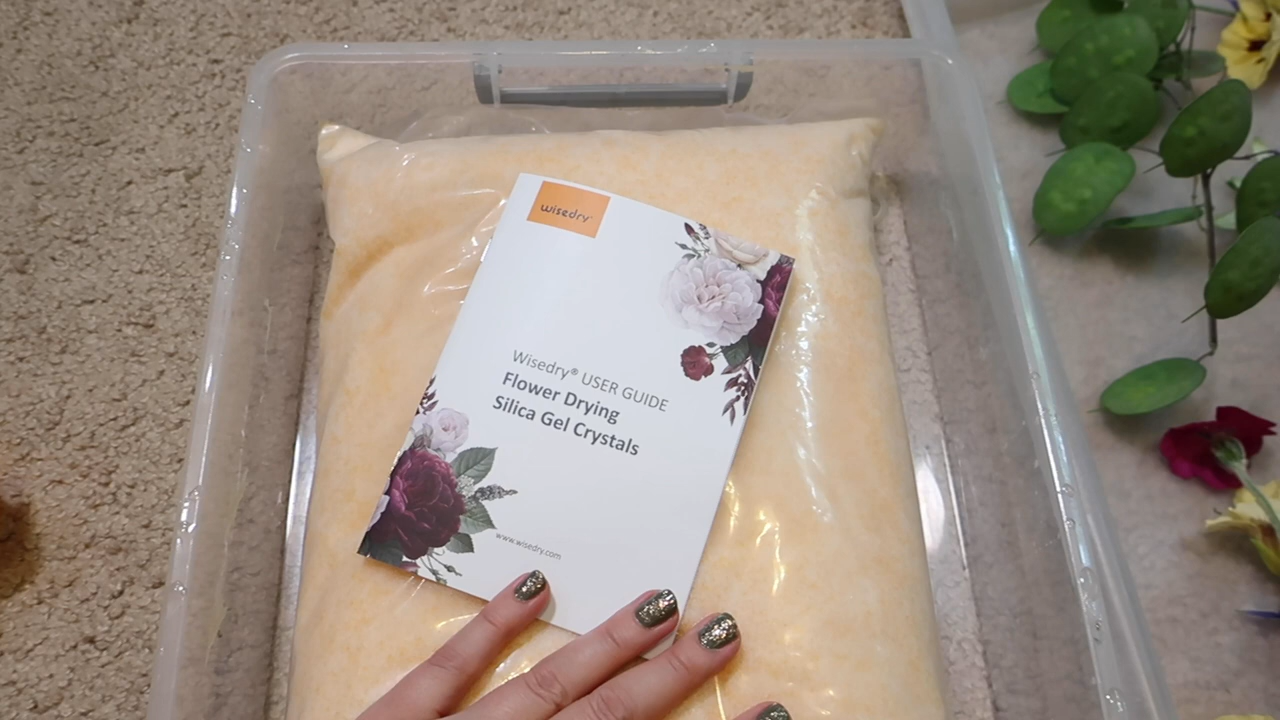 wisedry
Wisedry® USER GUIDE
Flower Drying
Silica Gel Crystals
www.wisedry.com